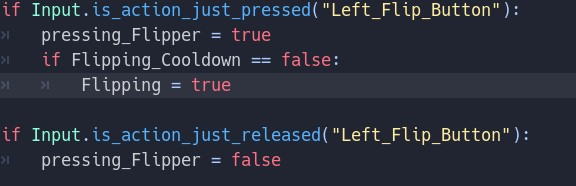 if Input.is_action_just_pressed("Left_Flip_Button"):
pressing_Flipper = true
if Flipping_Cooldown == false:
Flipping = true
if Input.is_action_just_released("Left_Flip_Button"):
pressing_Flipper = false